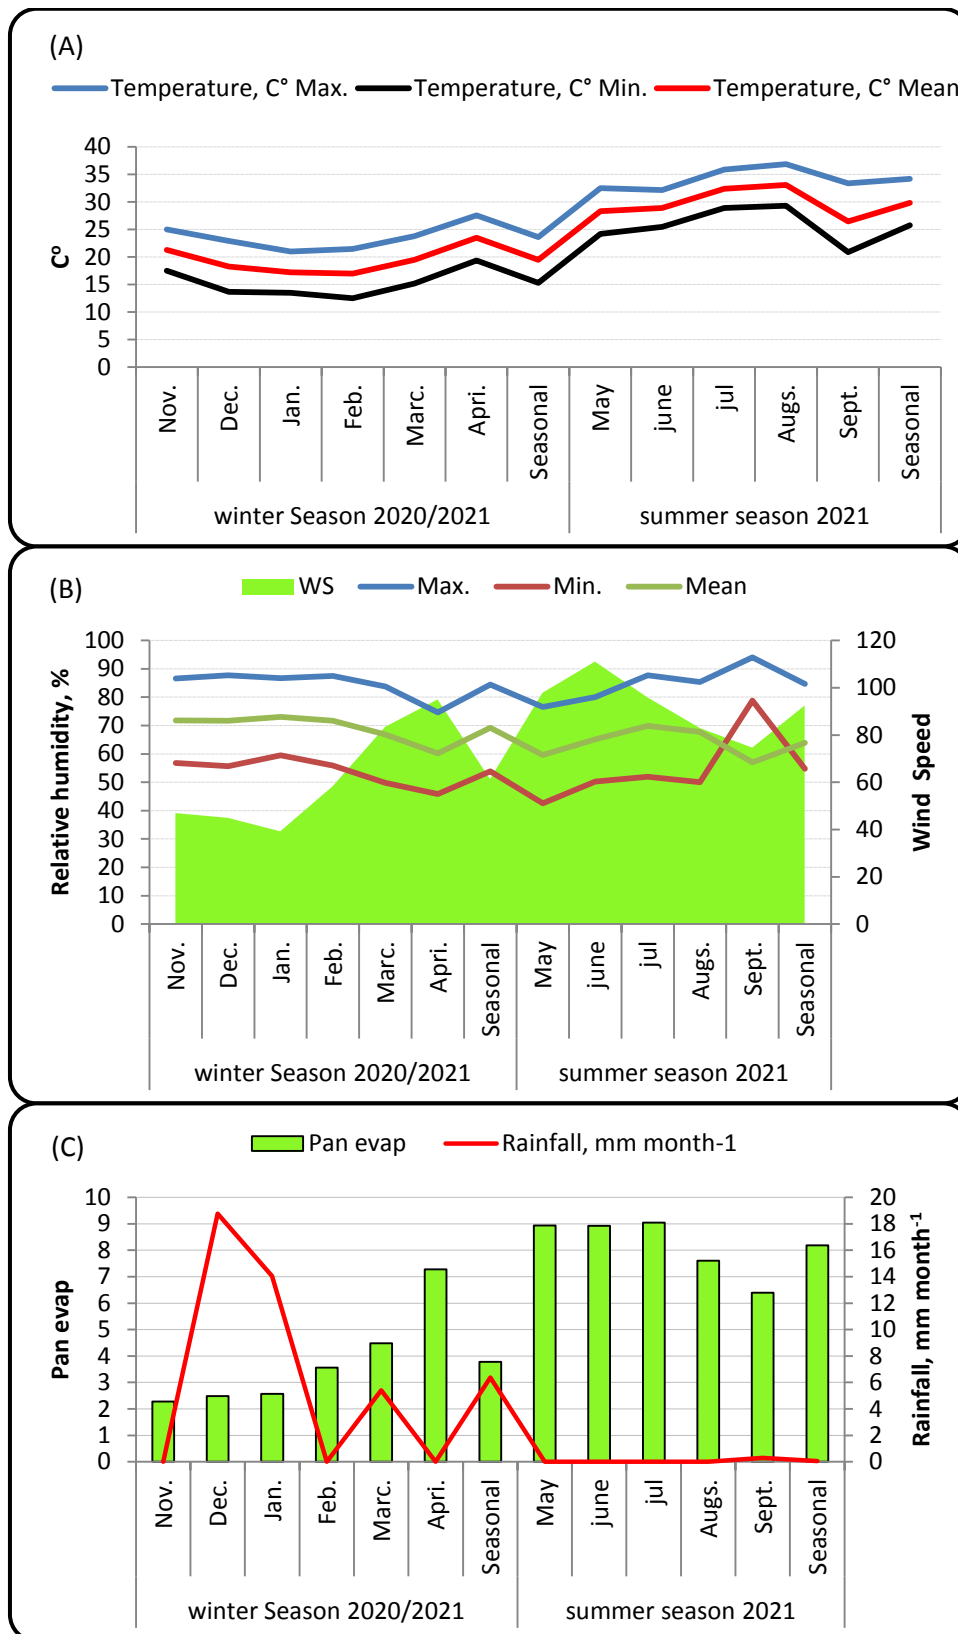 (A)
Temperature, C° Max. Temperature, C° Min. Temperature, C° Mean
40
35
30
25
20
15
10
5
0
C°
Nov. Dec. Jan. Feb. Marc. Apri. Seasonal May june jul Augs. Sept. Seasonal
winter Season 2020/2021 summer season 2021
(B)
WS Max. Min. Mean
100 120
90
80 100
70 80
60
50 60
40
30 40
20 20
10
0 0
Relative humidity, %
Wind Speed
Nov. Dec. Jan. Feb. Marc. Apri. Seasonal May june jul Augs. Sept. Seasonal
winter Season 2020/2021 summer season 2021
(C)
Pan evap Rainfall, mm month-1
10 20
9 18
8 16
7 14
6 12
5 10
4 8
3 6
2 4
1 2
0 0
Pan evap
Rainfall, mm month-1
Nov. Dec. Jan. Feb. Marc. Apri. Seasonal May june jul Augs. Sept. Seasonal
winter Season 2020/2021 summer season 2021